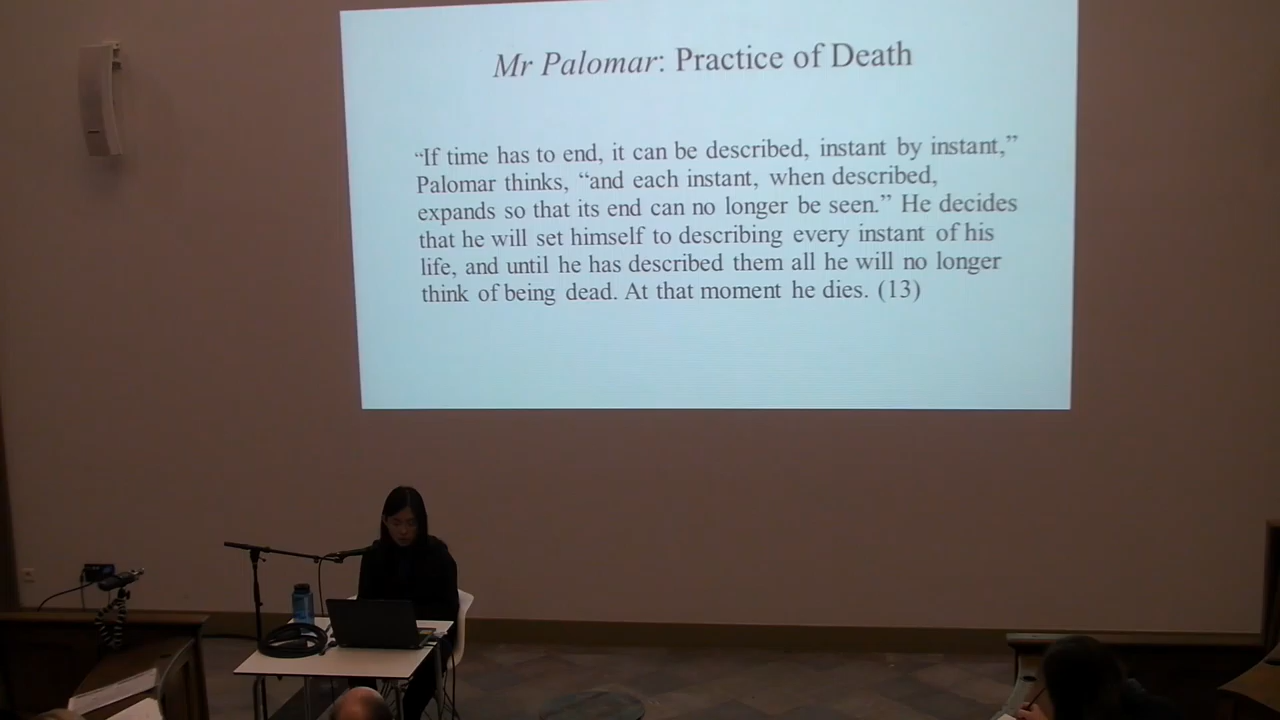 Mr Palomar: Practice of Death
“If time has to end, it can be described, instant by instant,”
Palomar thinks, “and each instant, when described,
expands so that its end can no longer be seen.” He decides
that he will set himself to describing every instant of his
life, and until he has described them all he will no longer
think of being dead. At that moment he dies. (13)